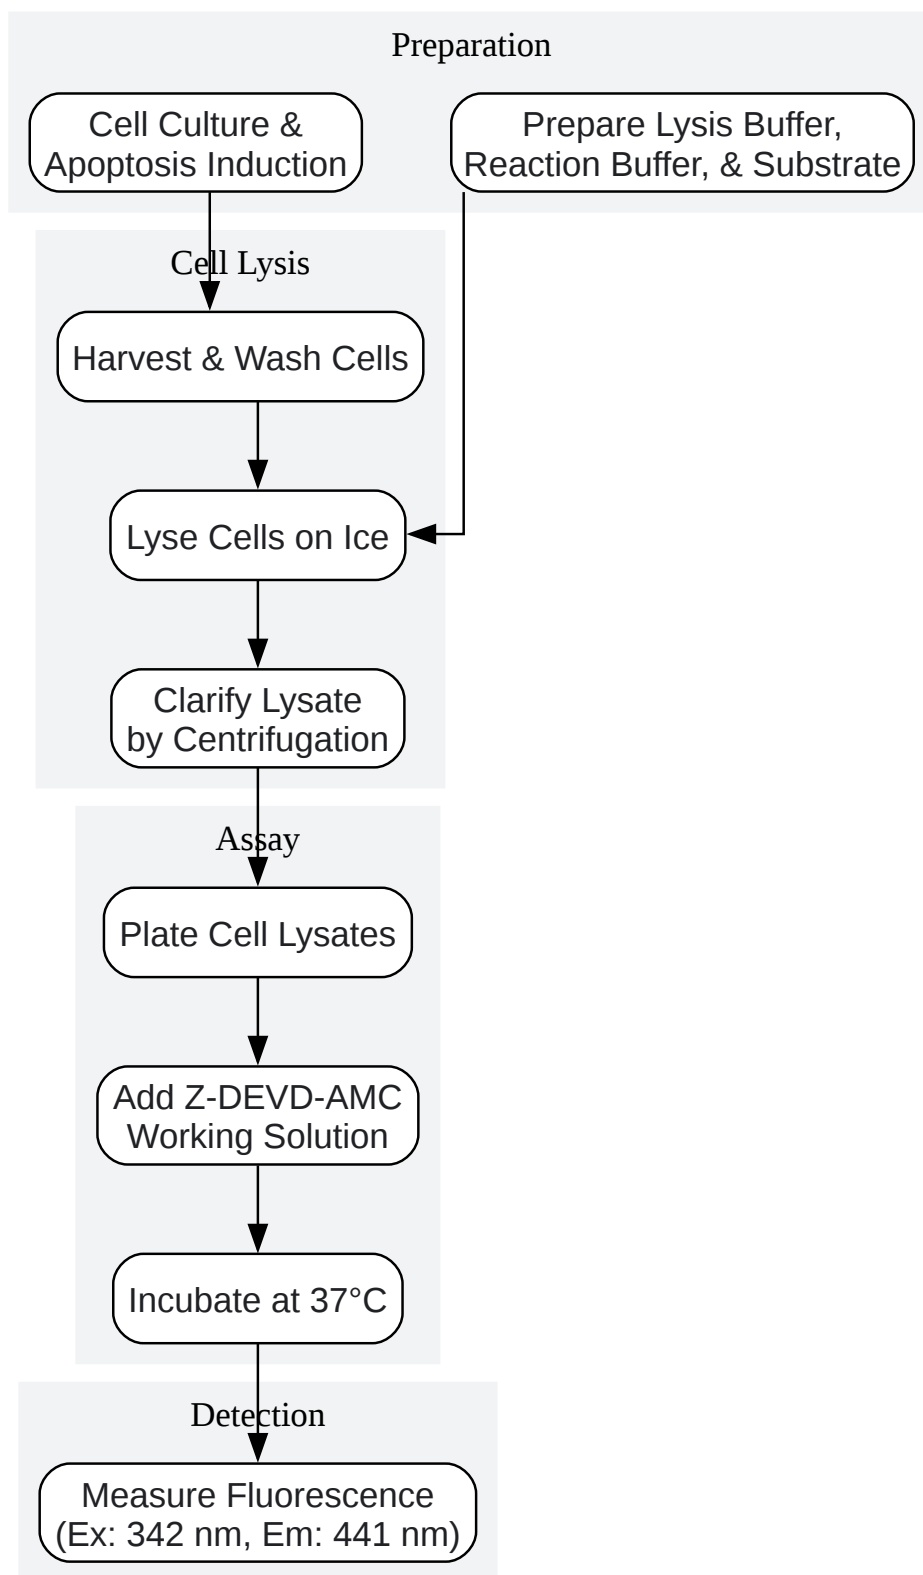 Preparation
Cell Culture &
Apoptosis Induction
Prepare Lysis Buffer,
Reaction Buffer, & Substrate
Cell Lysis
Harvest & Wash Cells
Lyse Cells on Ice
Clarify Lysate
by Centrifugation
Assay
Plate Cell Lysates
Add Z-DEVD-AMC
Working Solution
Incubate at 37°C
Detection
Measure Fluorescence
(Ex: 342 nm, Em: 441 nm)